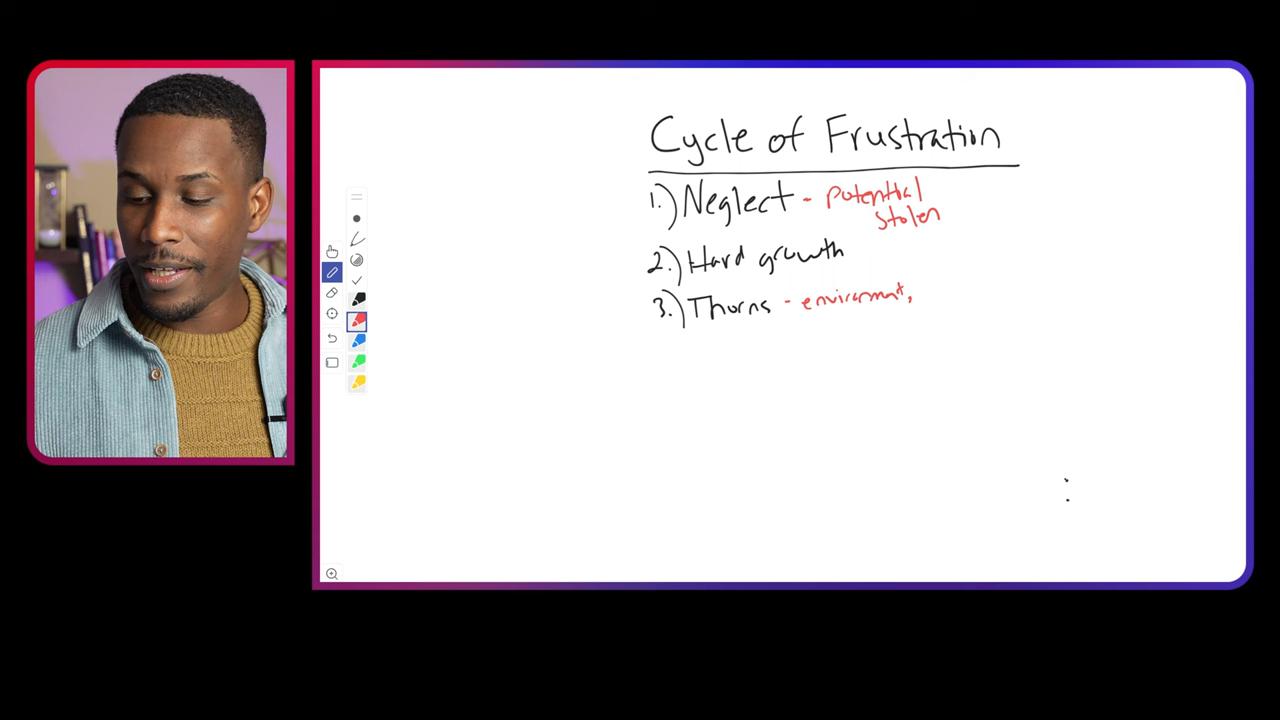 Cycle of Frustration
1.) Neglect - potential
stolen
2.) Hard growth
3.) Thorns - environment,